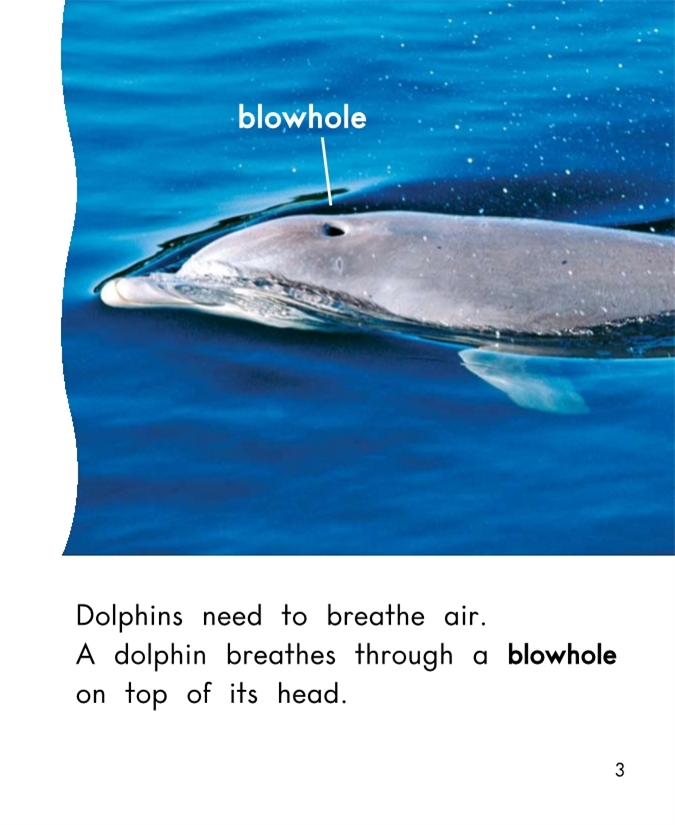 blowhole
Dolphins need to breathe air.
A dolphin breathes through a blowhole
on top of its head.
3